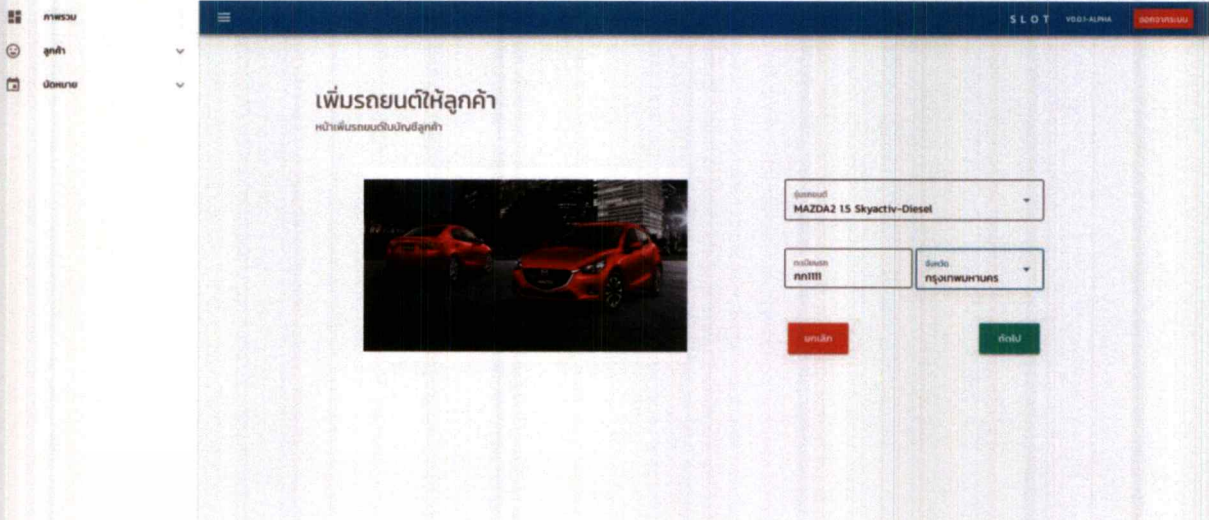 ภาพรวม
ลูกค้า
นัดหมาย
SLOT V0.0.1-ALPHA ออกจากระบบ
เพิ่มรถยนต์ให้ลูกค้า
หน้าเพิ่มรถยนต์ในบัญชีลูกค้า
รุ่นรถยนต์
MAZDA2 1.5 Skyactiv-Diesel
ทะเบียนรถ จังหวัด
กก1111 กรุงเทพมหานคร
ยกเลิก ถัดไป